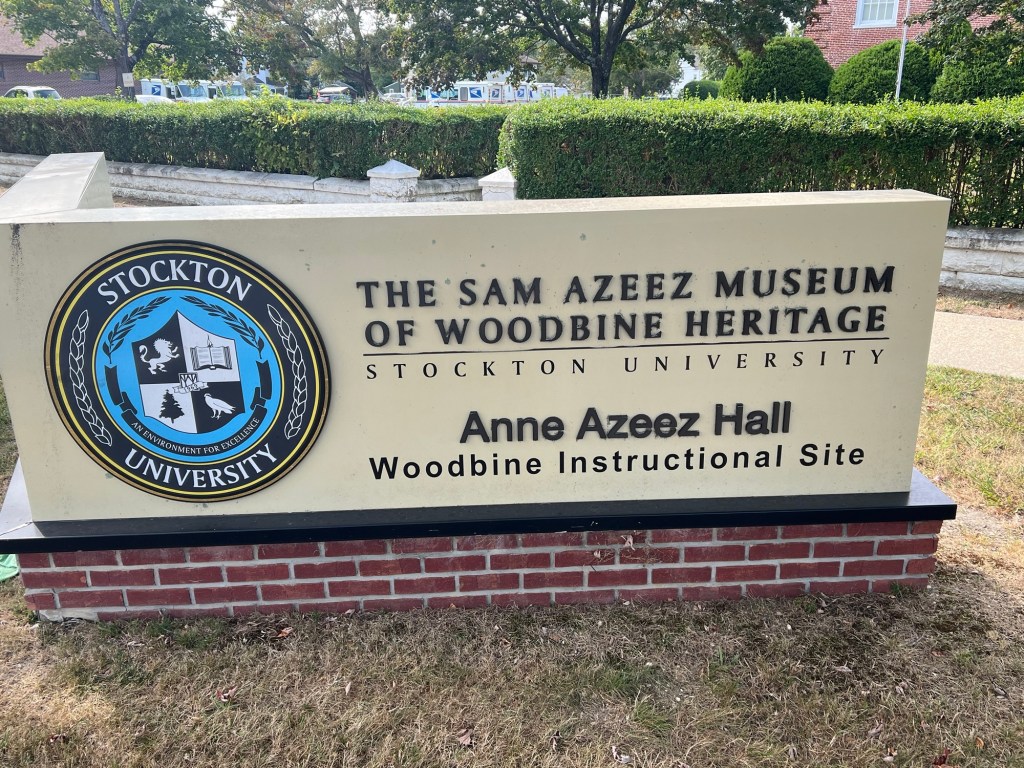 STOCKTON
AN ENVIRONMENT FOR EXCELLENCE
UNIVERSITY
THE SAM AZEEZ MUSEUM
OF WOODBINE HERITAGE
STOCKTON UNIVERSITY
Anne Azeez Hall
Woodbine Instructional Site